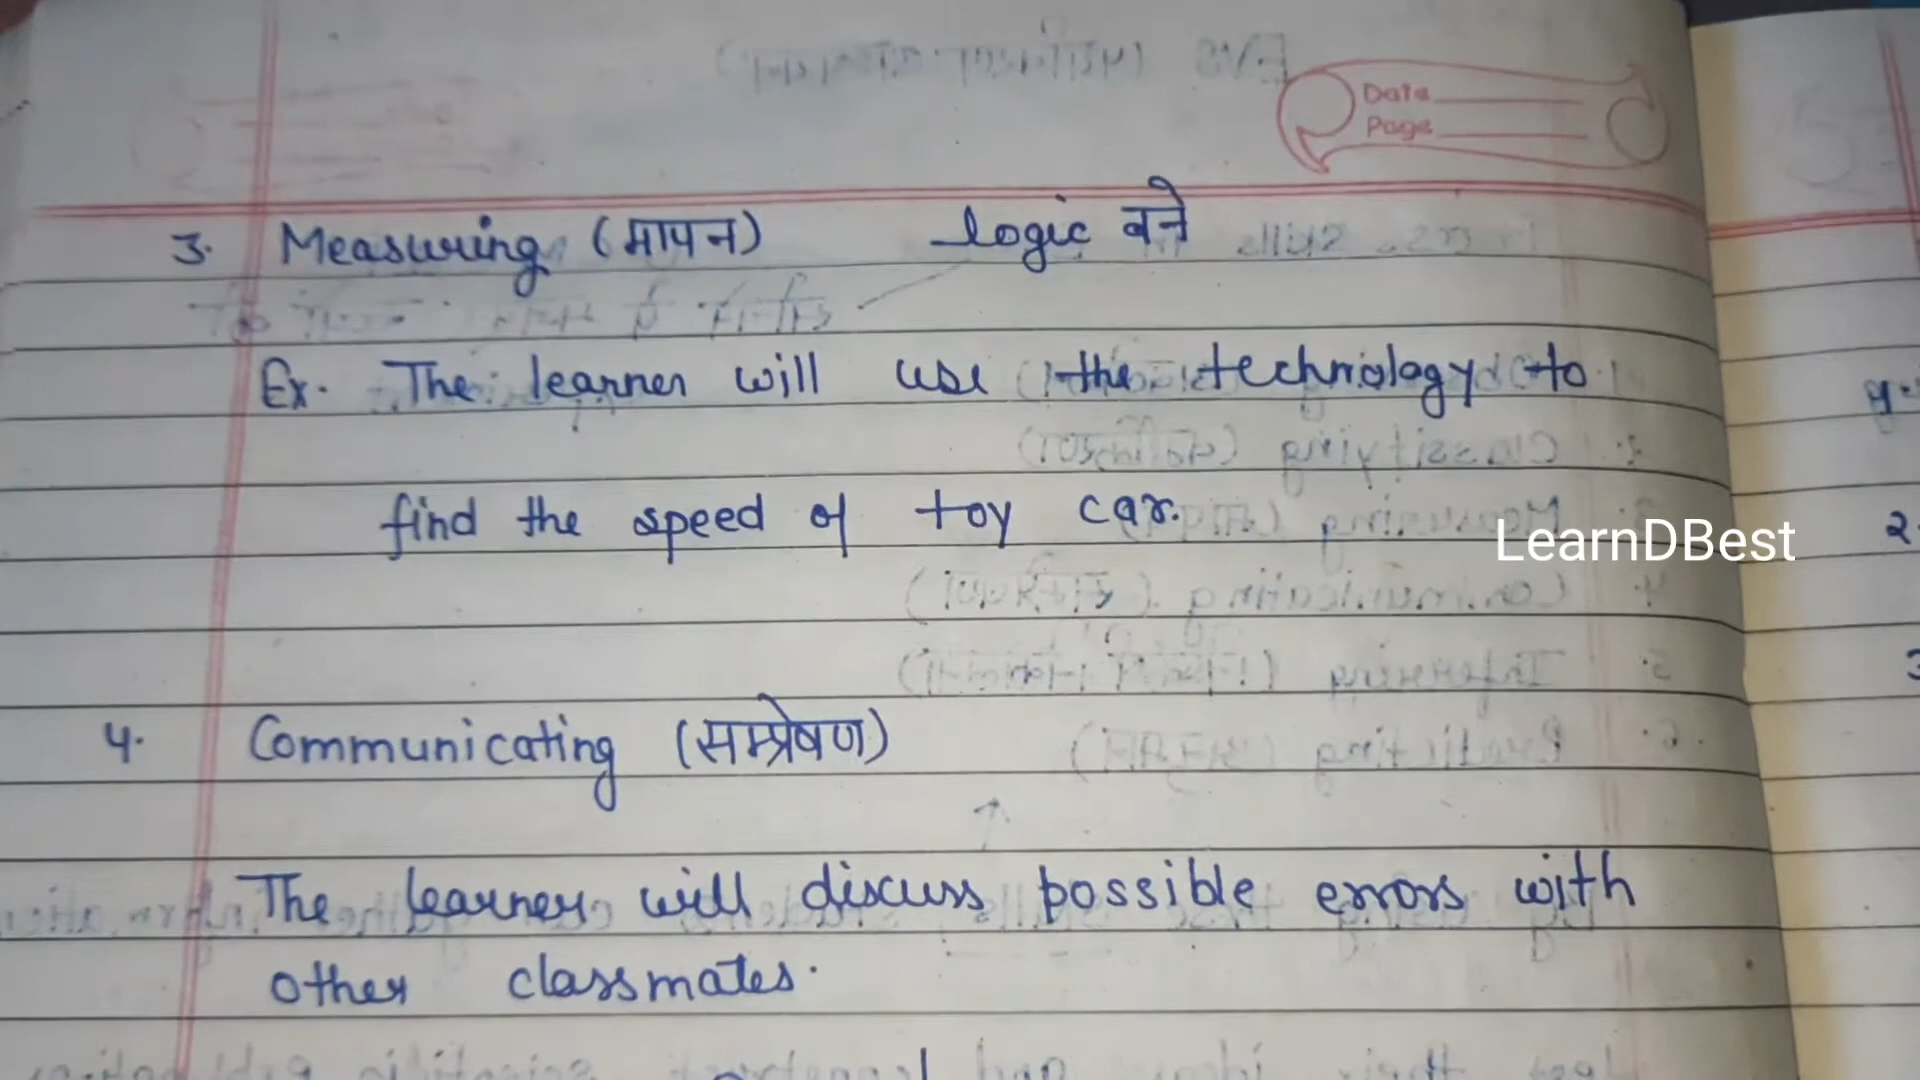 Date
Page
3. Measuring (मापन) logic बने
Ex. The learner will use the technology to
find the speed of toy car.
LearnDBest
2.
4. Communicating (सम्प्रेषण)
The learner will discuss possible errors with
other classmates.